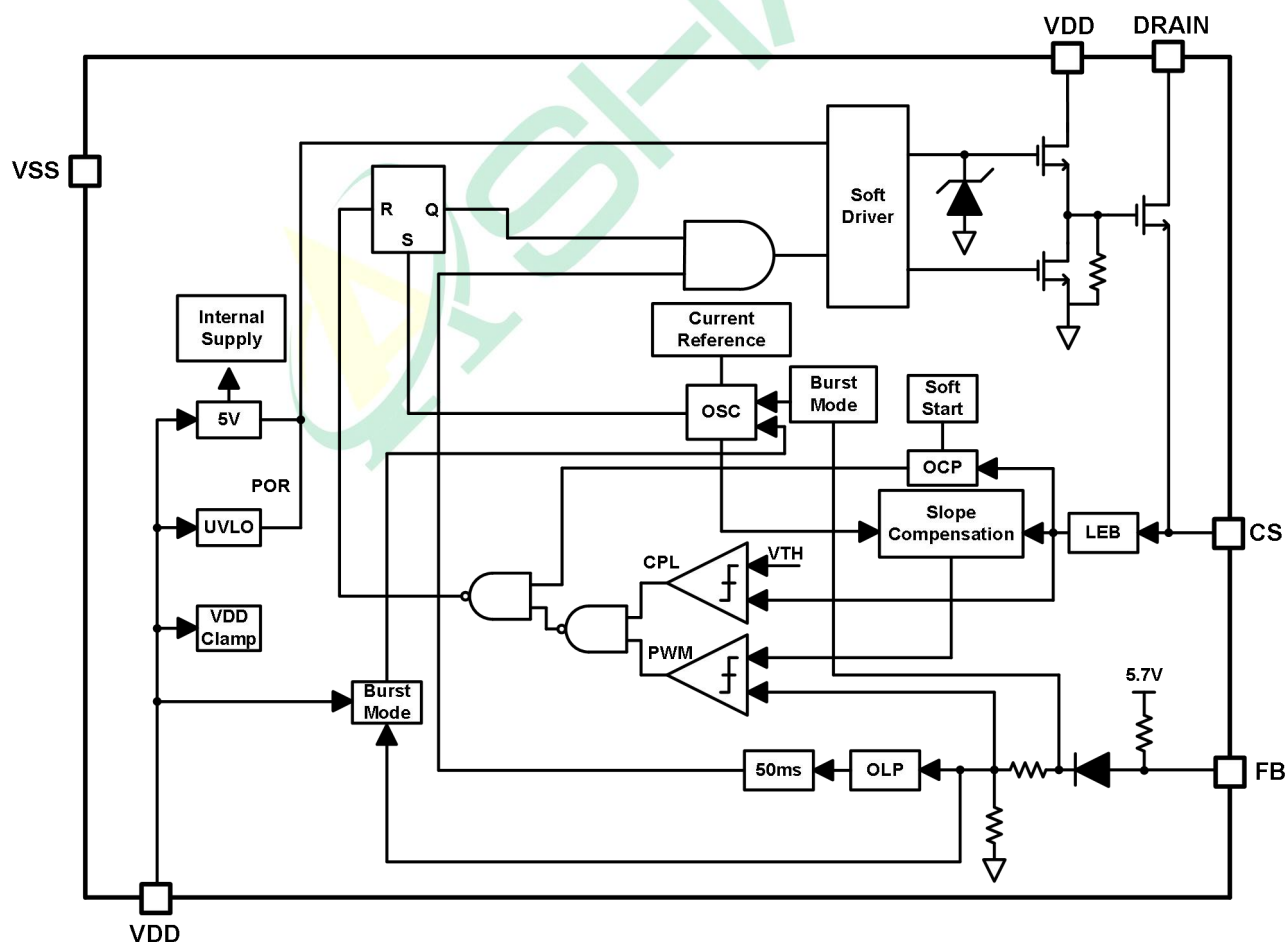 VDD DRAIN
VSS
R Q
S
Soft
Driver
Internal
Supply
Current
Reference
Burst
Mode
Soft
Start
5V
OSC
OCP
POR
UVLO
Slope
Compensation
LEB
CS
CPL
VTH
VDD
Clamp
PWM
Burst
Mode
5.7V
50ms
OLP
FB
VDD